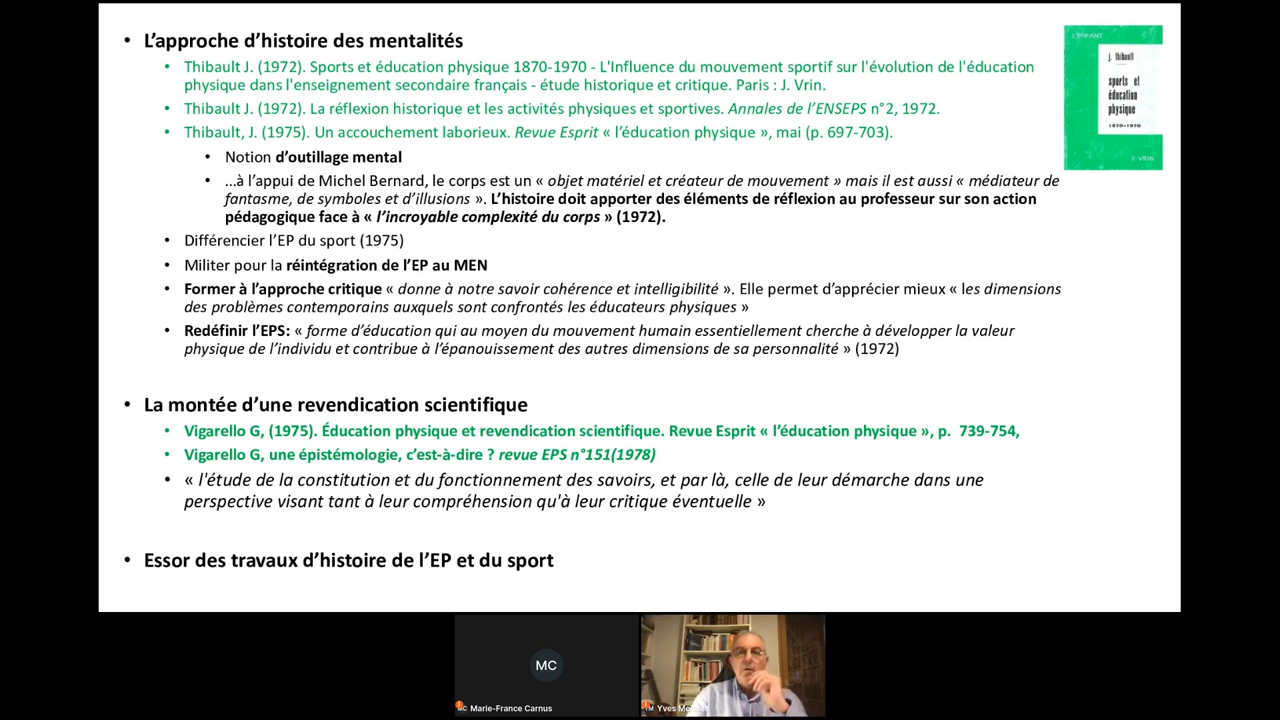 • L’approche d’histoire des mentalités
• Thibault J. (1972). Sports et éducation physique 1870-1970 - L'Influence du mouvement sportif sur l'évolution de l'éducation
physique dans l'enseignement secondaire français - étude historique et critique. Paris : J. Vrin.
• Thibault J. (1972). La réflexion historique et les activités physiques et sportives. Annales de l’ENSEPS n°2, 1972.
• Thibault, J. (1975). Un accouchement laborieux. Revue Esprit « l’éducation physique », mai (p. 697-703).
• Notion d’outillage mental
• ...à l’appui de Michel Bernard, le corps est un « objet matériel et créateur de mouvement » mais il est aussi « médiateur de
fantasme, de symboles et d’illusions ». L’histoire doit apporter des éléments de réflexion au professeur sur son action
pédagogique face à « l’incroyable complexité du corps » (1972).
• Différencier l’EP du sport (1975)
• Militer pour la réintégration de l’EP au MEN
• Former à l’approche critique « donne à notre savoir cohérence et intelligibilité ». Elle permet d’apprécier mieux « les dimensions
des problèmes contemporains auxquels sont confrontés les éducateurs physiques »
• Redéfinir l’EPS: « forme d’éducation qui au moyen du mouvement humain essentiellement cherche à développer la valeur
physique de l’individu et contribue à l’épanouissement des autres dimensions de sa personnalité » (1972)
• La montée d’une revendication scientifique
• Vigarello G, (1975). Éducation physique et revendication scientifique. Revue Esprit « l’éducation physique », p. 739-754,
• Vigarello G, une épistémologie, c’est-à-dire ? revue EPS n°151(1978)
• « l'étude de la constitution et du fonctionnement des savoirs, et par là, celle de leur démarche dans une
perspective visant tant à leur compréhension qu'à leur critique éventuelle »
• Essor des travaux d’histoire de l’EP et du sport
L'ENFANT
j. thibault
sports et
éducation
physique
1870-1970
J. VRIN
MC
Marie-France Carnus
Yves